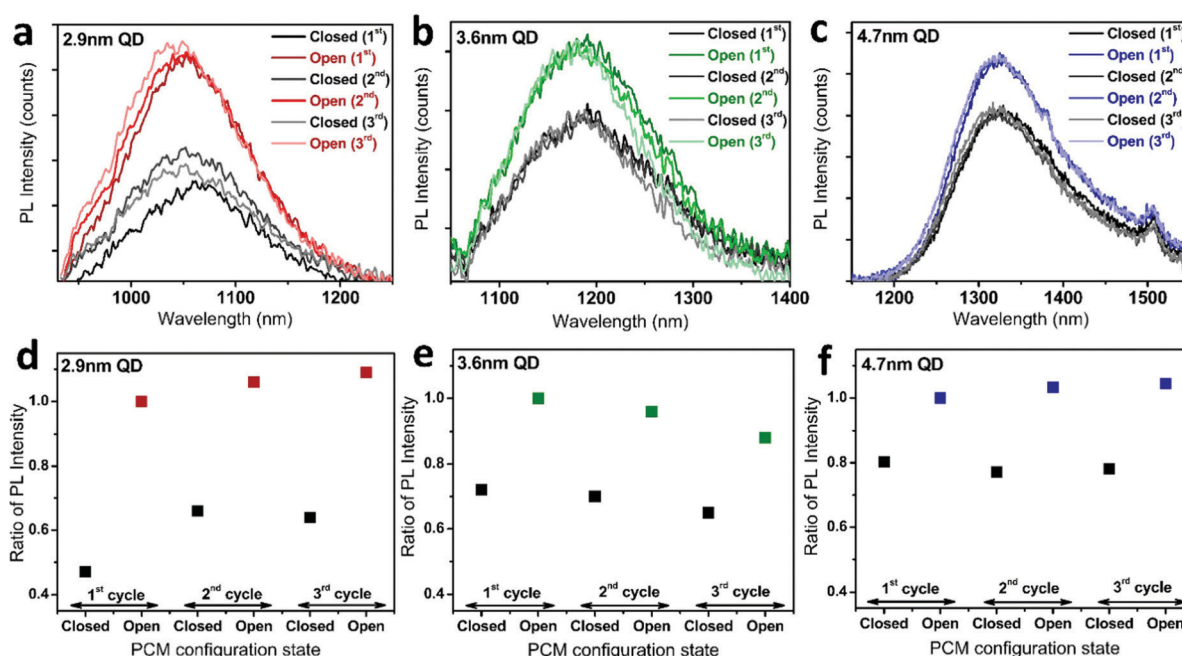 a
2.9nm QD
Closed (1st)
Open (1st)
Closed (2nd)
Open (2nd)
Closed (3rd)
Open (3rd)
PL Intensity (counts)
1000
1100
1200
Wavelength (nm)
b
3.6nm QD
Closed (1st)
Open (1st)
Closed (2nd)
Open (2nd)
Closed (3rd)
Open (3rd)
PL Intensity (counts)
1100
1200
1300
1400
Wavelength (nm)
c
4.7nm QD
Closed (1st)
Open (1st)
Closed (2nd)
Open (2nd)
Closed (3rd)
Open (3rd)
PL Intensity (counts)
1200
1300
1400
1500
Wavelength (nm)
d
2.9nm QD
Ratio of PL Intensity
1.0
0.8
0.6
0.4
1st cycle
2nd cycle
3rd cycle
Closed Open Closed Open Closed Open
PCM configuration state
e
3.6nm QD
Ratio of PL Intensity
1.0
0.8
0.6
0.4
1st cycle
2nd cycle
3rd cycle
Closed Open Closed Open Closed Open
PCM configuration state
f
4.7nm QD
Ratio of PL Intensity
1.0
0.8
0.6
0.4
1st cycle
2nd cycle
3rd cycle
Closed Open Closed Open Closed Open
PCM configuration state